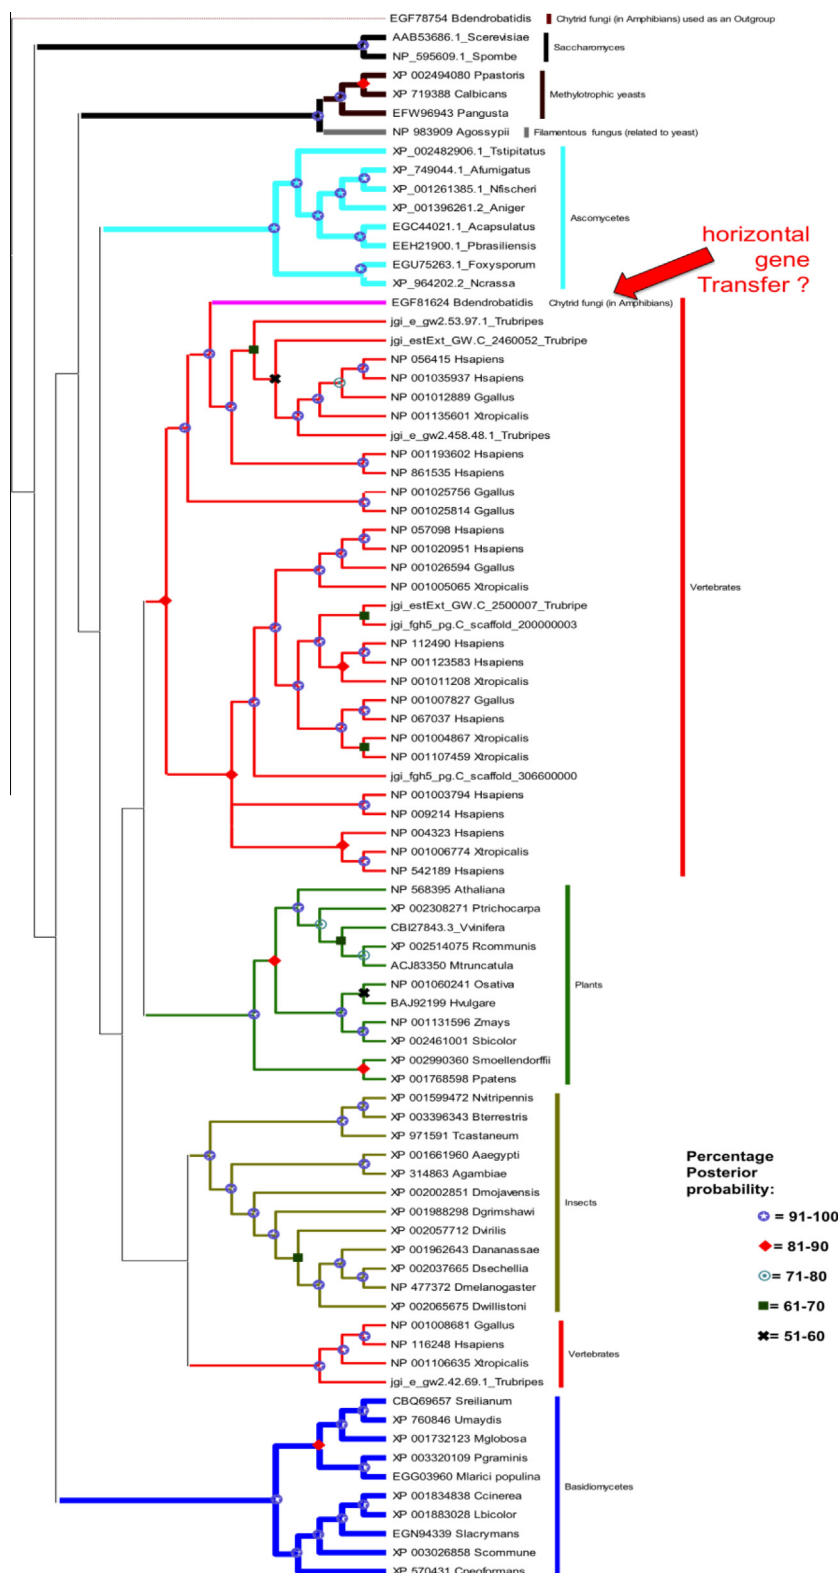 EGF78754 Bdendrobatidis
Chytrid fungi (in Amphibians) used as an Outgroup
AAB53686.1_Scerevisiae
NP_595609.1_Spombe
Saccharomyces
XP 002494080 Ppastoris
XP 719388 Calbicans
EFW96943 Pangusta
Methylotrophic yeasts
NP 983909 Agossypii
Filamentous fungus (related to yeast)
XP_002482906.1_Tstipitatus
XP_749044.1_Afumigatus
XP_001261385.1_Nfischeri
XP_001396261.2_Aniger
EGC44021.1_Acapsulatus
EEH21900.1_Pbrasiliensis
EGU75263.1_Foxysporum
XP_964202.2_Ncrassa
Ascomycetes
horizontal
gene
Transfer ?
EGF81624 Bdendrobatidis
Chytrid fungi (in Amphibians)
jgi_e_gw2.53.97.1_Trubripes
jgi_estExt_GW.C_2460052_Trubripe
NP 056415 Hsapiens
NP 001035937 Hsapiens
NP 001012889 Ggallus
NP 001135601 Xtropicalis
jgi_e_gw2.458.48.1_Trubripes
NP 001193602 Hsapiens
NP 861535 Hsapiens
NP 001025756 Ggallus
NP 001025814 Ggallus
NP 057098 Hsapiens
NP 001020951 Hsapiens
NP 001026594 Ggallus
NP 001005065 Xtropicalis
jgi_estExt_GW.C_2500007_Trubripe
jgi_fgh5_pg.C_scaffold_200000003
NP 112490 Hsapiens
NP 001123583 Hsapiens
NP 001011208 Xtropicalis
NP 001007827 Ggallus
NP 067037 Hsapiens
NP 001004867 Xtropicalis
NP 001107459 Xtropicalis
jgi_fgh5_pg.C_scaffold_306600000
NP 001003794 Hsapiens
NP 009214 Hsapiens
NP 004323 Hsapiens
NP 001006774 Xtropicalis
NP 542189 Hsapiens
Vertebrates
NP 568395 Athaliana
XP 002308271 Ptrichocarpa
CBI27843.3_Vvinifera
XP 002514075 Rcommunis
ACJ83350 Mtruncatula
NP 001060241 Osativa
BAJ92199 Hvulgare
NP 001131596 Zmays
XP 002461001 Sbicolor
XP 002990360 Smoellendorffii
XP 001768598 Ppatens
Plants
XP 001599472 Nvitripennis
XP 003396343 Bterrestris
XP 971591 Tcastaneum
XP 001661960 Aaegypti
XP 314863 Agambiae
XP 002002851 Dmojavensis
XP 001988298 Dgrimshawi
XP 002057712 Dvirilis
XP 001962643 Dananassae
XP 002037665 Dsechellia
NP 477372 Dmelanogaster
XP 002065675 Dwillistoni
Insects
NP 001008681 Ggallus
NP 116248 Hsapiens
NP 001106635 Xtropicalis
jgi_e_gw2.42.69.1_Trubripes
Vertebrates
CBQ69657 Sreilianum
XP 760846 Umaydis
XP 001732123 Mglobosa
XP 003320109 Pgraminis
EGG03960 Mlarici populina
XP 001834838 Ccinerea
XP 001883028 Lbicolor
EGN94339 Slacrymans
XP 003026858 Scommune
XP 570431 Cneoformans
Basidiomycetes
Percentage
Posterior
probability:
= 91-100
= 81-90
= 71-80
= 61-70
= 51-60